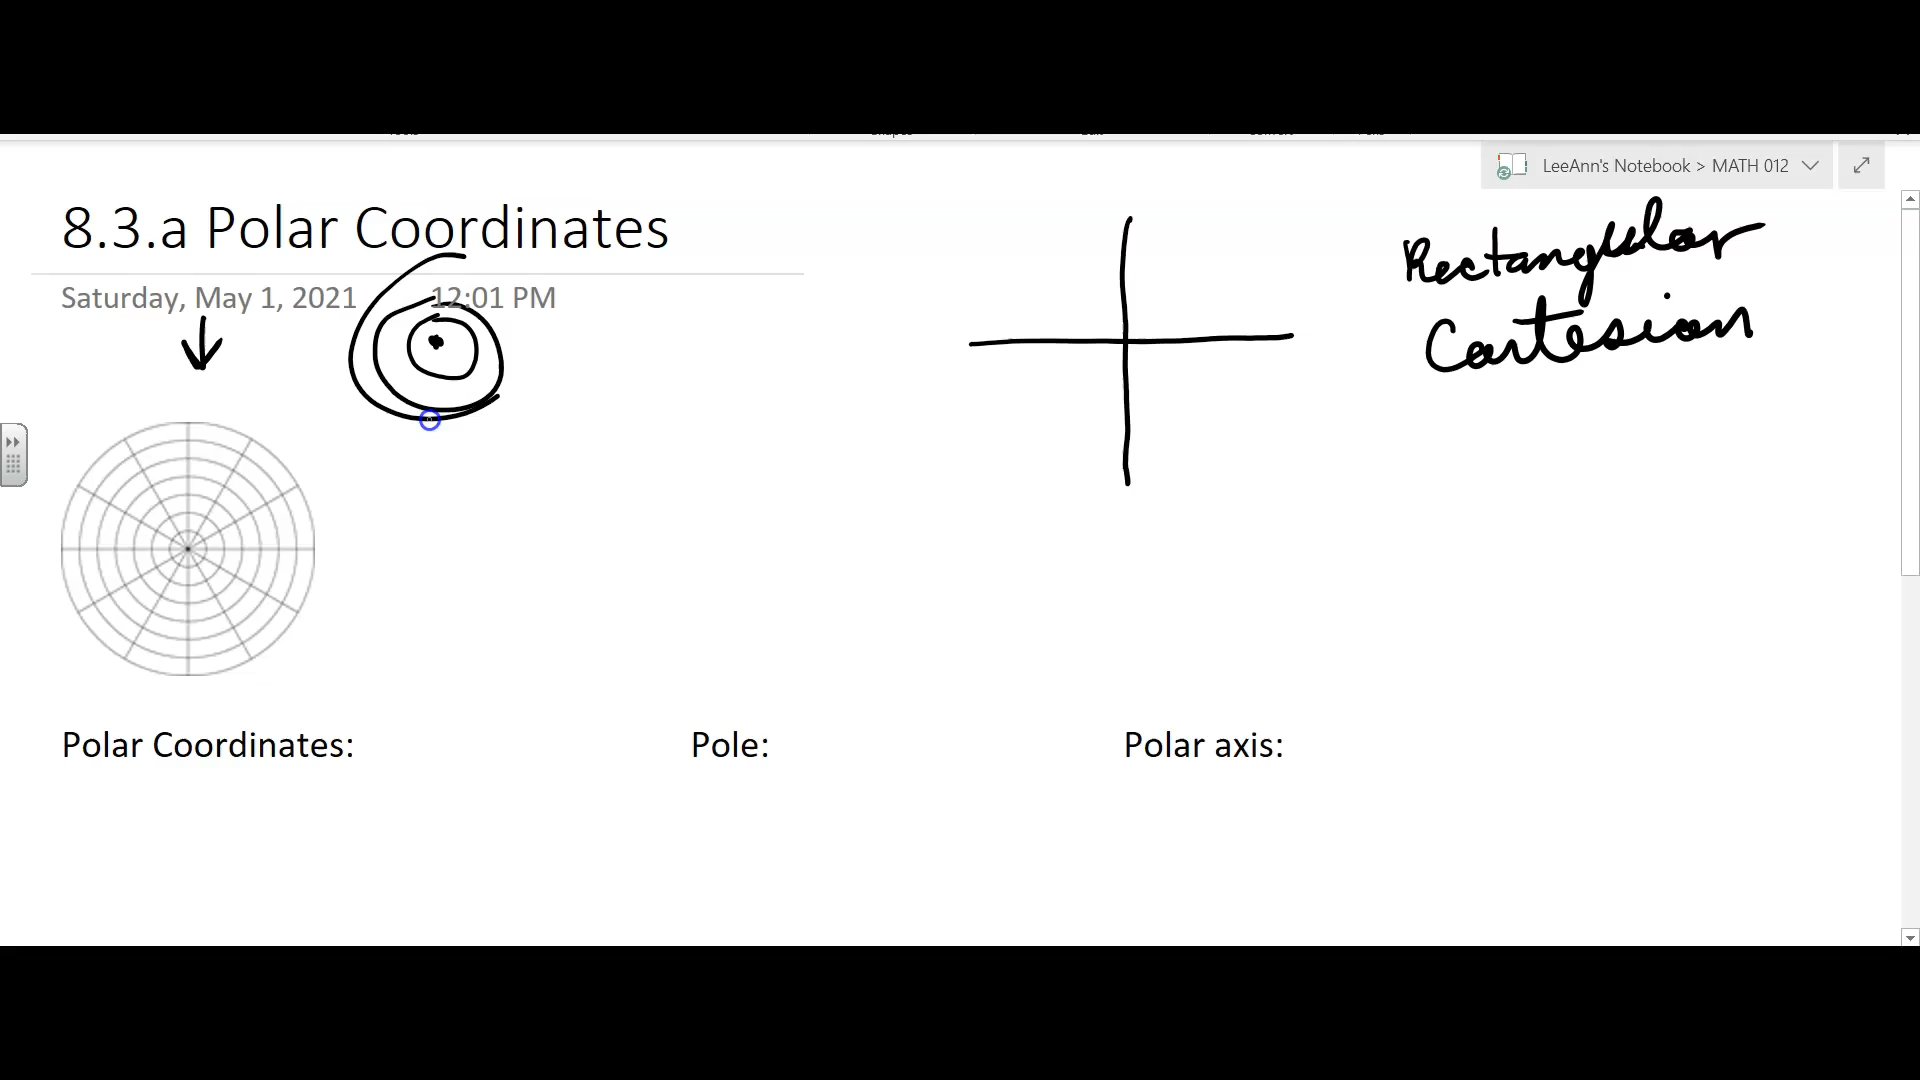 LeeAnn's Notebook > MATH 012
8.3.a Polar Coordinates
Saturday, May 1, 2021 12:01 PM
Rectangular
Cartesian
Polar Coordinates: Pole: Polar axis: